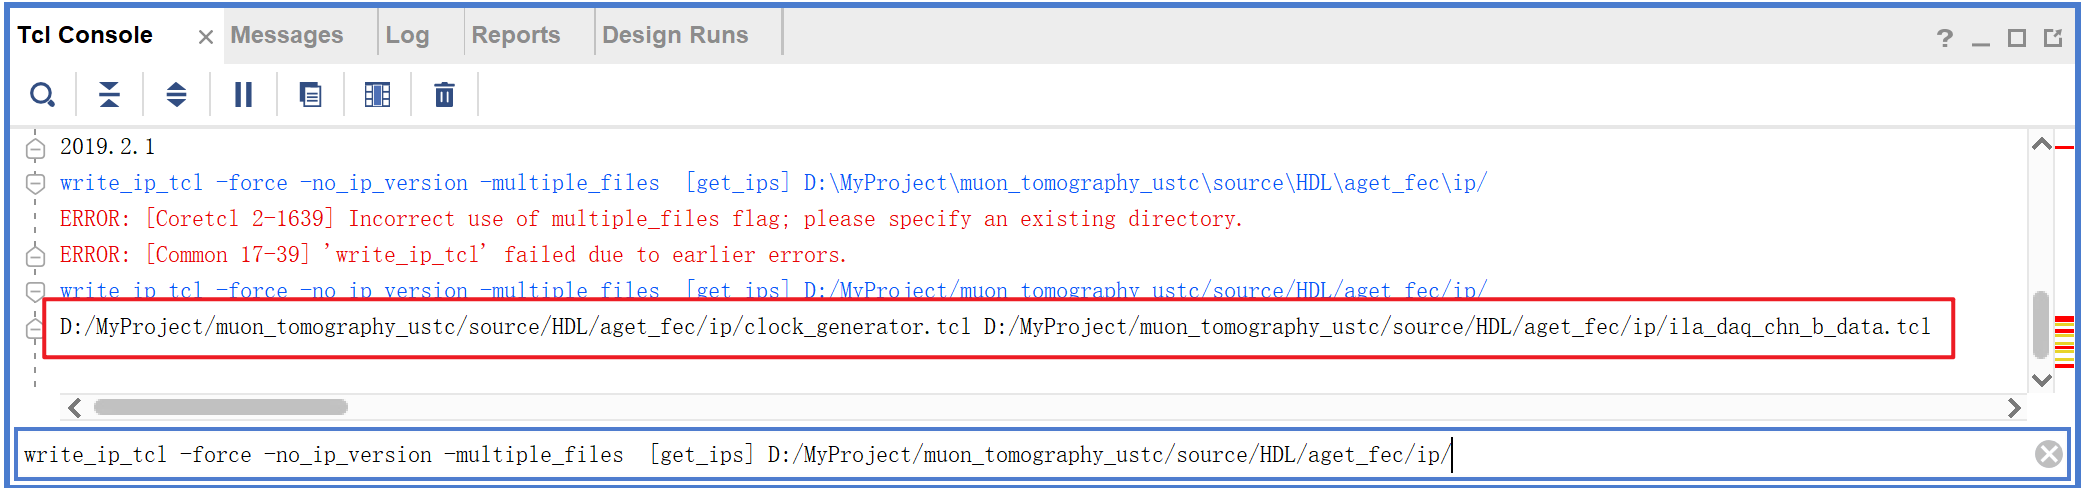 Tcl Console × Messages Log Reports Design Runs ?
2019.2.1
write_ip_tcl -force -no_ip_version -multiple_files  [get_ips] D:\MyProject\muon_tomography_ustc\source\HDL\aget_fec\ip/
ERROR: [Coretcl 2-1639] Incorrect use of multiple_files flag; please specify an existing directory.
ERROR: [Common 17-39] 'write_ip_tcl' failed due to earlier errors.
write_ip_tcl -force -no_ip_version -multiple_files  [get_ips] D:/MyProject/muon_tomography_ustc/source/HDL/aget_fec/ip/
D:/MyProject/muon_tomography_ustc/source/HDL/aget_fec/ip/clock_generator.tcl D:/MyProject/muon_tomography_ustc/source/HDL/aget_fec/ip/ila_daq_chn_b_data.tcl
write_ip_tcl -force -no_ip_version -multiple_files  [get_ips] D:/MyProject/muon_tomography_ustc/source/HDL/aget_fec/ip/